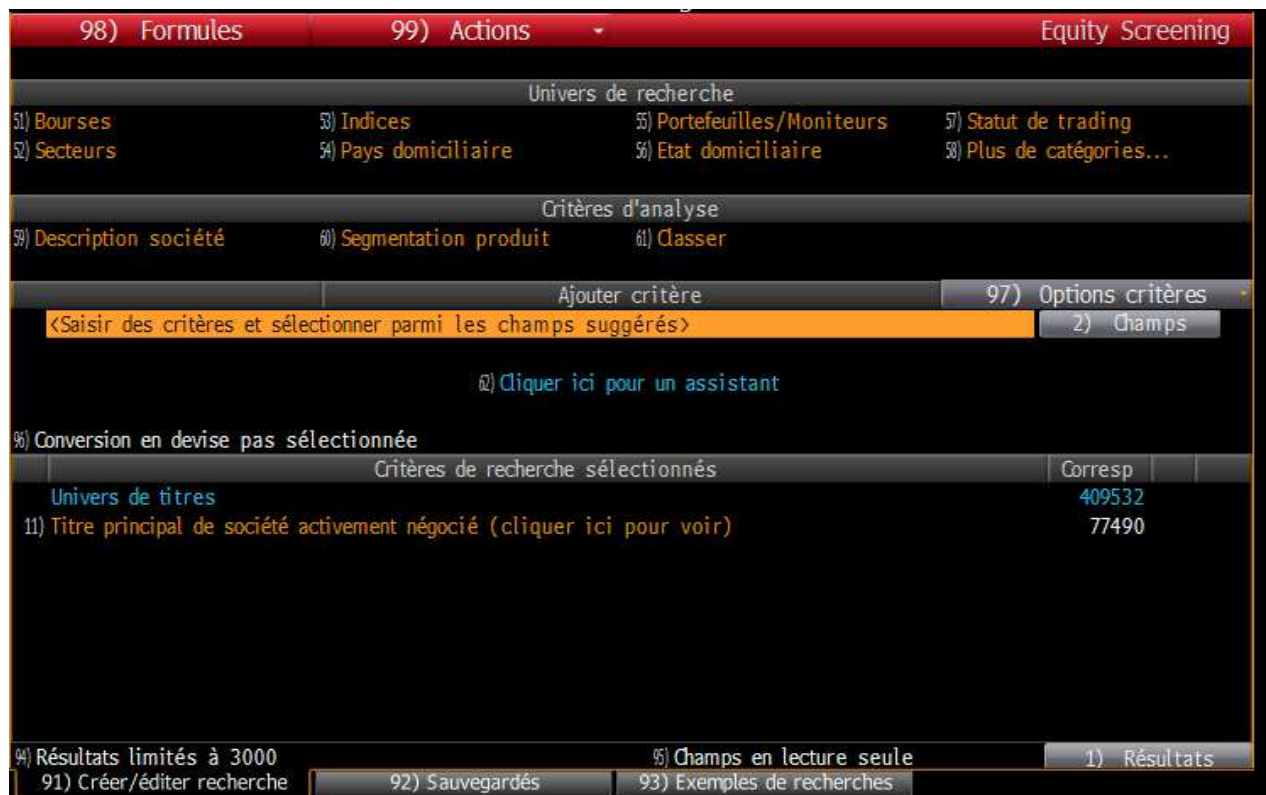 98) Formules 99) Actions Equity Screening
Univers de recherche
51) Bourses 53) Indices 55) Portefeuilles/Moniteurs 57) Statut de trading
52) Secteurs 54) Pays domiciliaire 56) Etat domiciliaire 58) Plus de catégories...
Critères d'analyse
59) Description société 60) Segmentation produit 61) Classer
Ajouter critère 97) Options critères
<Saisir des critères et sélectionner parmi les champs suggérés> 2) Champs
62) Cliquer ici pour un assistant
96) Conversion en devise pas sélectionnée
Critères de recherche sélectionnés Corresp
Univers de titres 409532
11) Titre principal de société activement négocié (cliquer ici pour voir) 77490
94) Résultats limités à 3000 95) Champs en lecture seule 1) Résultats
91) Créer/éditer recherche 92) Sauvegardés 93) Exemples de recherches